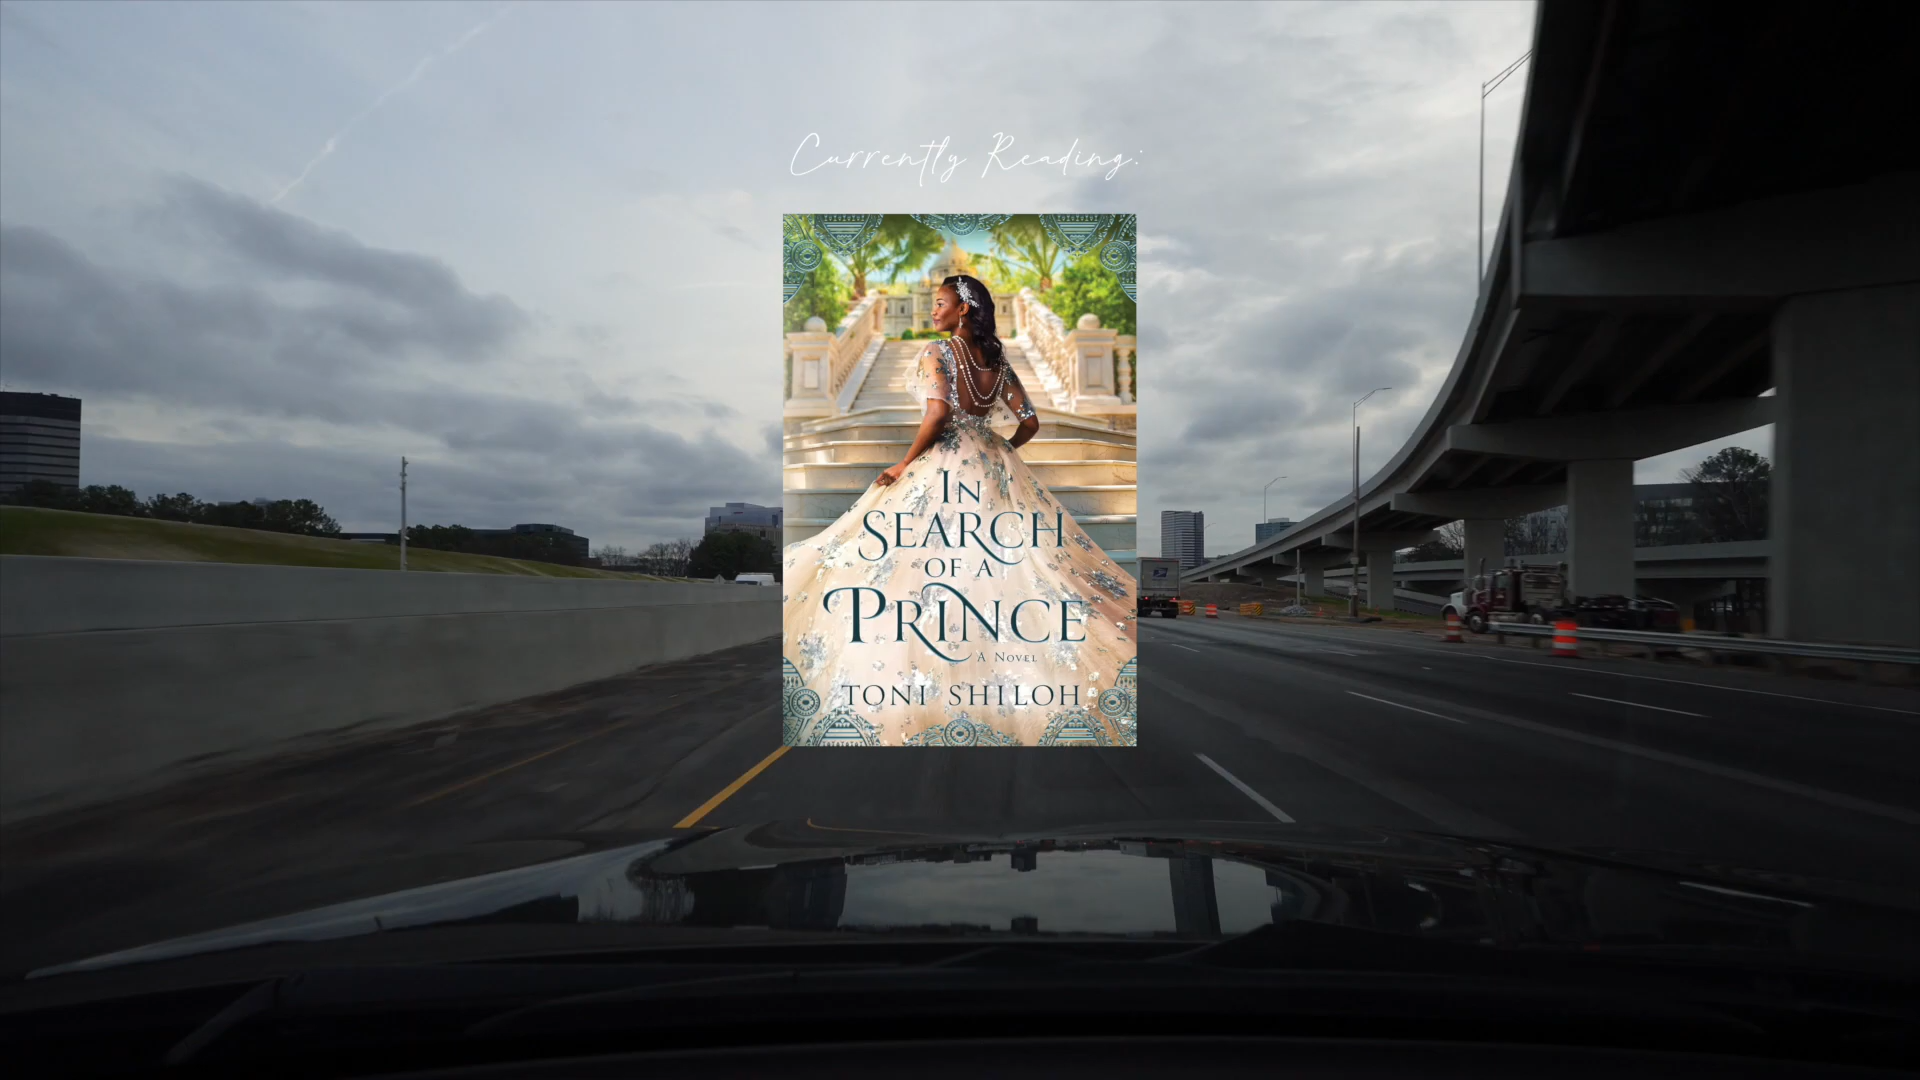 Currently Reading:
IN
SEARCH
OF A
PRINCE
A NOVEL
TONI SHILOH